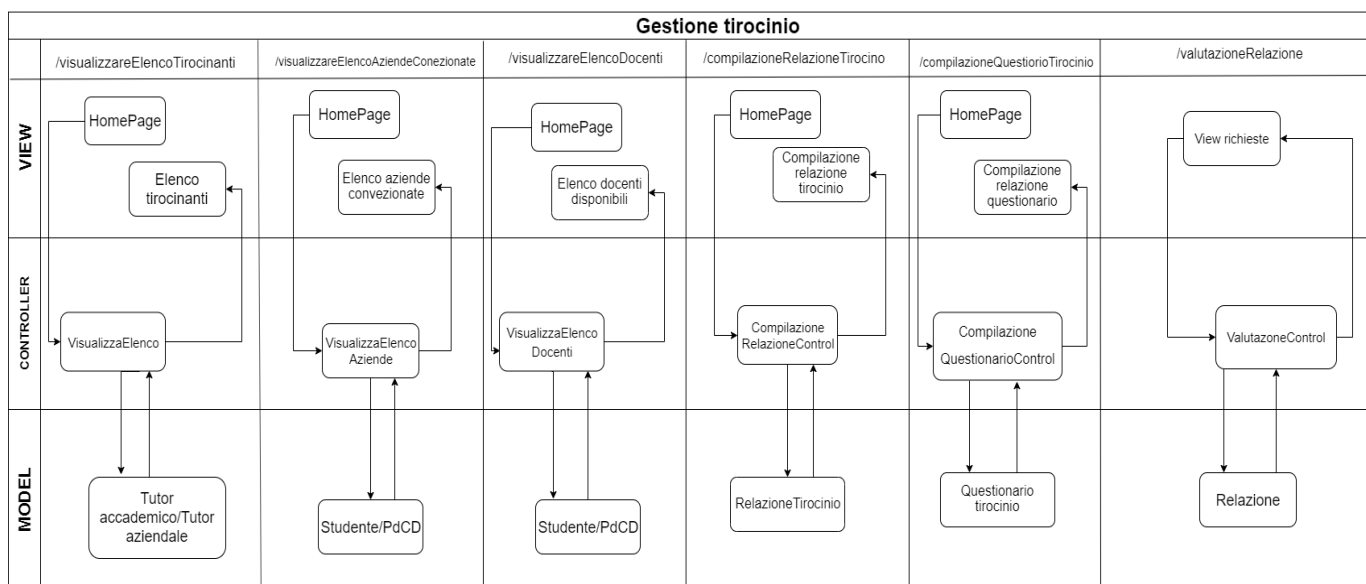 Gestione tirocinio
/visualizzareElencoTirocinanti
/visualizzareElencoAziendeConezionate
/visualizzareElencoDocenti
/compilazioneRelazioneTirocino
/compilazioneQuestiorioTirocinio
/valutazioneRelazione
VIEW
HomePage
Elenco
tirocinanti
HomePage
Elenco aziende
convezionate
HomePage
Elenco docenti
disponibili
HomePage
Compilazione
relazione
tirocinio
HomePage
Compilazione
relazione
questionario
View richieste
CONTROLLER
VisualizzaElenco
VisualizzaElenco
Aziende
VisualizzaElenco
Docenti
Compilazione
RelazioneControl
Compilazione
QuestionarioControl
ValutazoneControl
MODEL
Tutor
accademico/Tutor
aziendale
Studente/PdCD
Studente/PdCD
RelazioneTirocinio
Questionario
tirocinio
Relazione